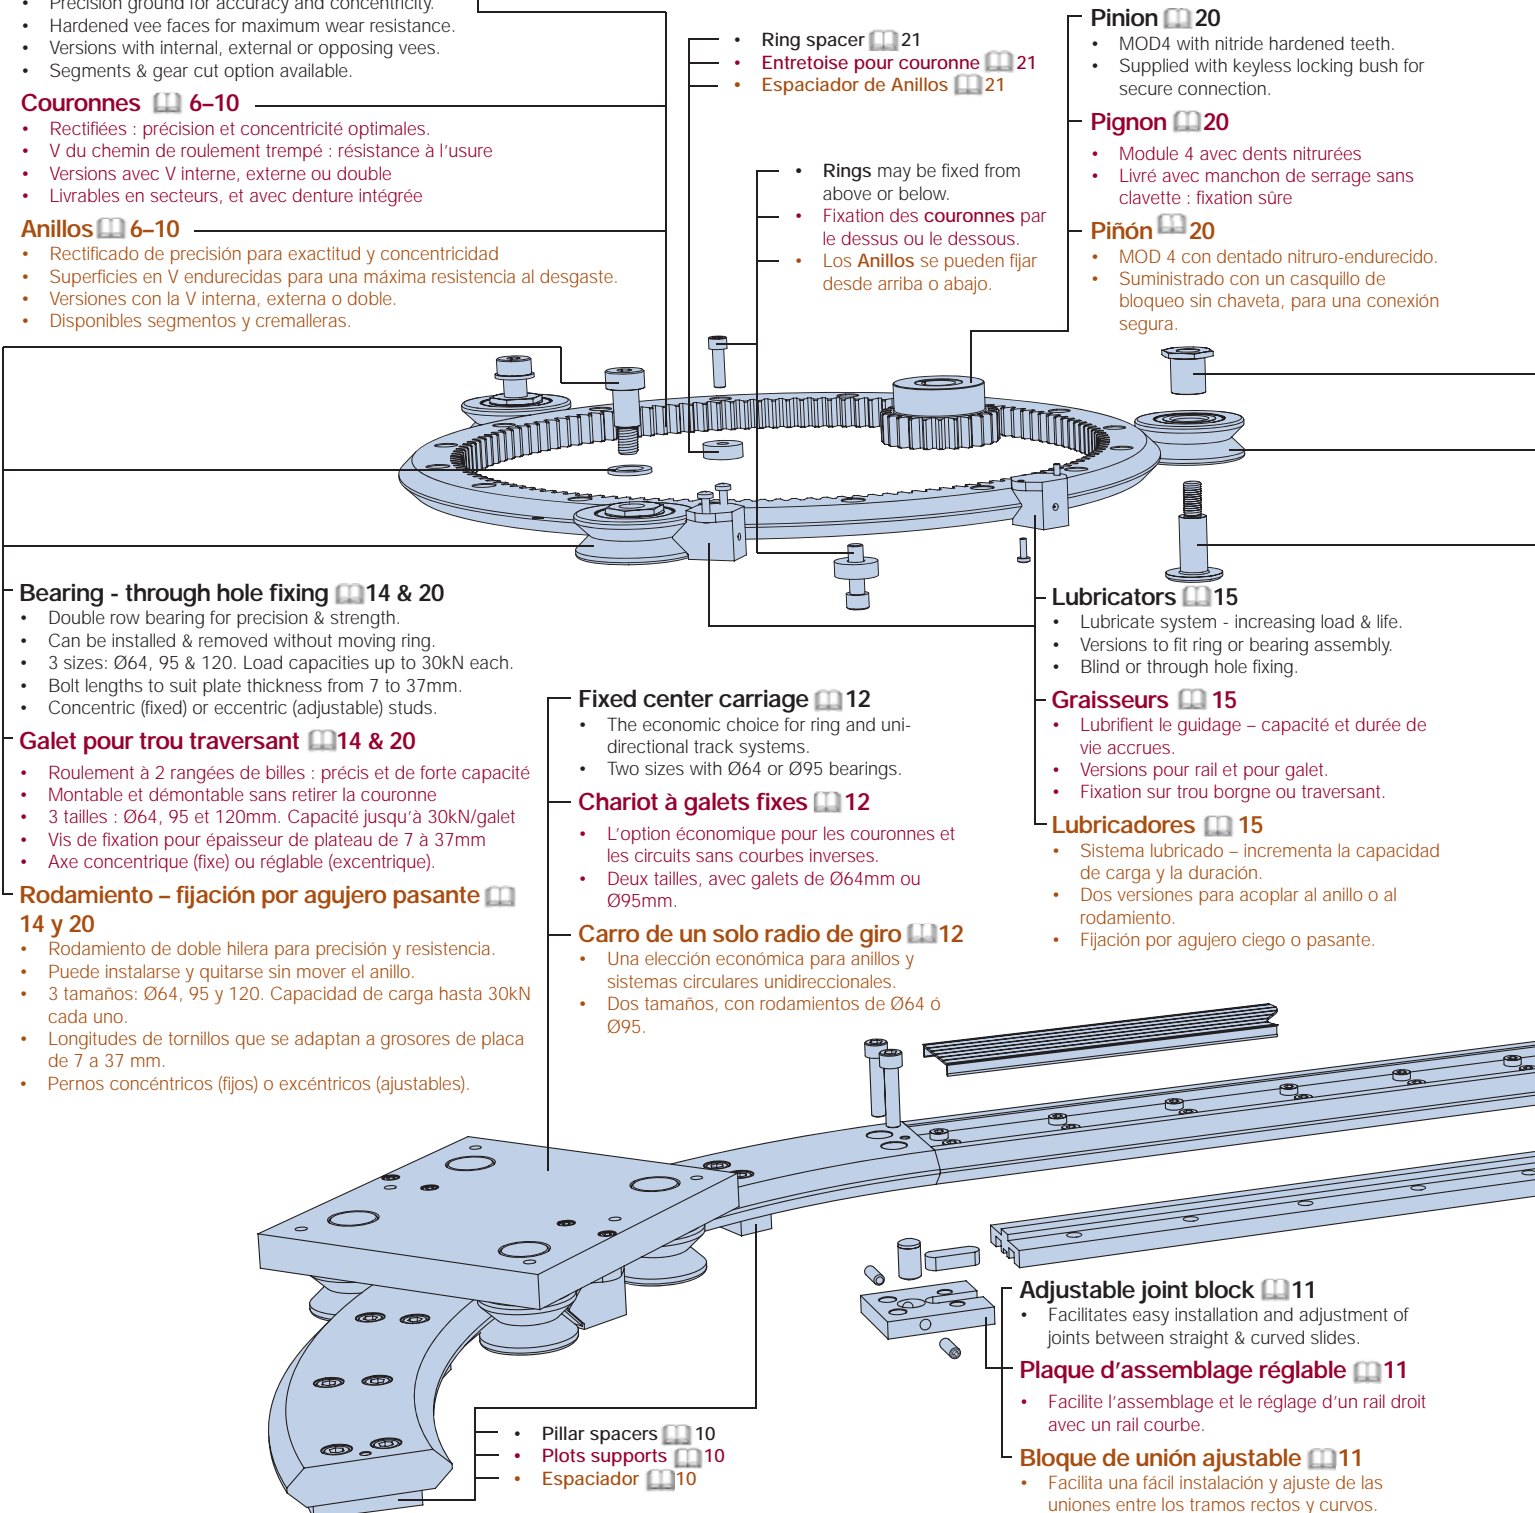 • Precision ground for accuracy and concentricity.
• Hardened vee faces for maximum wear resistance.
• Versions with internal, external or opposing vees.
• Segments & gear cut option available.
Couronnes 6–10
• Rectifiées : précision et concentricité optimales.
• V du chemin de roulement trempé : résistance à l'usure
• Versions avec V interne, externe ou double
• Livrables en secteurs, et avec denture intégrée
Anillos 6–10
• Rectificado de precisión para exactitud y concentricidad
• Superficies en V endurecidas para una máxima resistencia al desgaste.
• Versiones con la V interna, externa o doble.
• Disponibles segmentos y cremalleras.
• Ring spacer 21
• Entretoise pour couronne 21
• Espaciador de Anillos 21
• Rings may be fixed from
above or below.
• Fixation des couronnes par
le dessus ou le dessous.
• Los Anillos se pueden fijar
desde arriba o abajo.
Pinion 20
• MOD4 with nitride hardened teeth.
• Supplied with keyless locking bush for
secure connection.
Pignon 20
• Module 4 avec dents nitrurées
• Livré avec manchon de serrage sans
clavette : fixation sûre
Piñón 20
• MOD 4 con dentado nitruro-endurecido.
• Suministrado con un casquillo de
bloqueo sin chaveta, para una conexión
segura.
Bearing - through hole fixing 14 & 20
• Double row bearing for precision & strength.
• Can be installed & removed without moving ring.
• 3 sizes: Ø64, 95 & 120. Load capacities up to 30kN each.
• Bolt lengths to suit plate thickness from 7 to 37mm.
• Concentric (fixed) or eccentric (adjustable) studs.
Galet pour trou traversant 14 & 20
• Roulement à 2 rangées de billes : précis et de forte capacité
• Montable et démontable sans retirer la couronne
• 3 tailles : Ø64, 95 et 120mm. Capacité jusqu'à 30kN/galet
• Vis de fixation pour épaisseur de plateau de 7 à 37mm
• Axe concentrique (fixe) ou réglable (excentrique).
Rodamiento – fijación por agujero pasante
14 y 20
• Rodamiento de doble hilera para precisión y resistencia.
• Puede instalarse y quitarse sin mover el anillo.
• 3 tamaños: Ø64, 95 y 120. Capacidad de carga hasta 30kN
cada uno.
• Longitudes de tornillos que se adaptan a grosores de placa
de 7 a 37 mm.
• Pernos concéntricos (fijos) o excéntricos (ajustables).
Fixed center carriage 12
• The economic choice for ring and uni-
directional track systems.
• Two sizes with Ø64 or Ø95 bearings.
Chariot à galets fixes 12
• L'option économique pour les couronnes et
les circuits sans courbes inverses.
• Deux tailles, avec galets de Ø64mm ou
Ø95mm.
Carro de un solo radio de giro 12
• Una elección económica para anillos y
sistemas circulares unidireccionales.
• Dos tamaños, con rodamientos de Ø64 ó
Ø95.
Lubricators 15
• Lubricate system - increasing load & life.
• Versions to fit ring or bearing assembly.
• Blind or through hole fixing.
Graisseurs 15
• Lubrifient le guidage – capacité et durée de
vie accrues.
• Versions pour rail et pour galet.
• Fixation sur trou borgne ou traversant.
Lubricadores 15
• Sistema lubricado – incrementa la capacidad
de carga y la duración.
• Dos versiones para acoplar al anillo o al
rodamiento.
• Fijación por agujero ciego o pasante.
Adjustable joint block 11
• Facilitates easy installation and adjustment of
joints between straight & curved slides.
Plaque d'assemblage réglable 11
• Facilite l'assemblage et le réglage d'un rail droit
avec un rail courbe.
Bloque de unión ajustable 11
• Facilita una fácil instalación y ajuste de las
uniones entre los tramos rectos y curvos.
• Pillar spacers 10
• Plots supports 10
• Espaciador 10